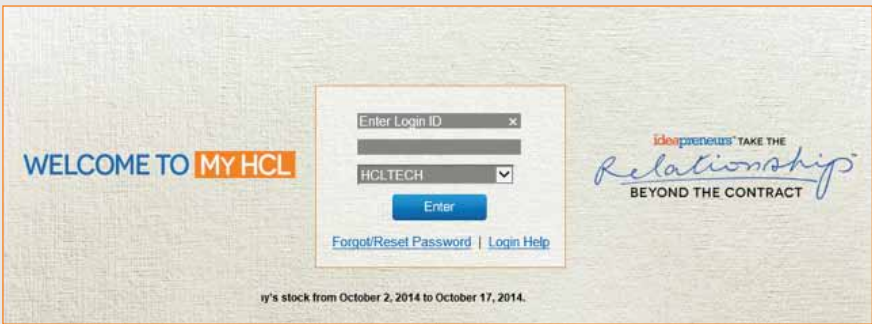 WELCOME TO MY HCL
Enter Login ID
HCLTECH
Enter
Forgot/Reset Password | Login Help
ideapreneurs™ TAKE THE
Relationship
BEYOND THE CONTRACT
y's stock from October 2, 2014 to October 17, 2014.